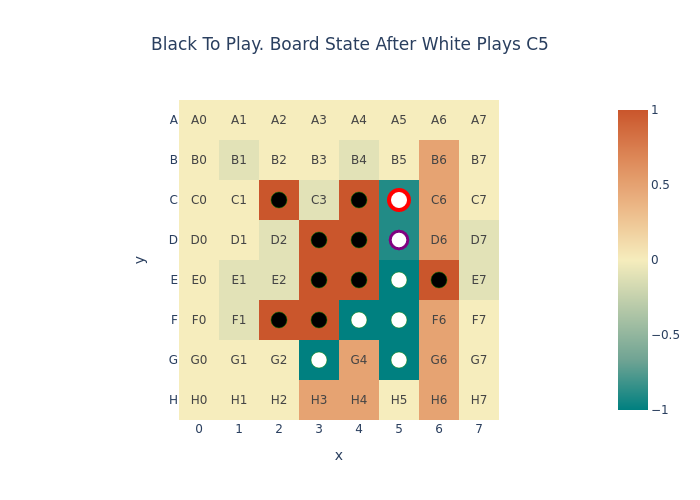 Black To Play. Board State After White Plays C5
A A0 A1 A2 A3 A4 A5 A6 A7
B B0 B1 B2 B3 B4 B5 B6 B7
C C0 C1 C3 C6 C7
D D0 D1 D2 D6 D7
E E0 E1 E2 E7
F F0 F1 F6 F7
G G0 G1 G2 G4 G6 G7
H H0 H1 H2 H3 H4 H5 H6 H7
0 1 2 3 4 5 6 7
x
y
1
0.5
0
−0.5
−1